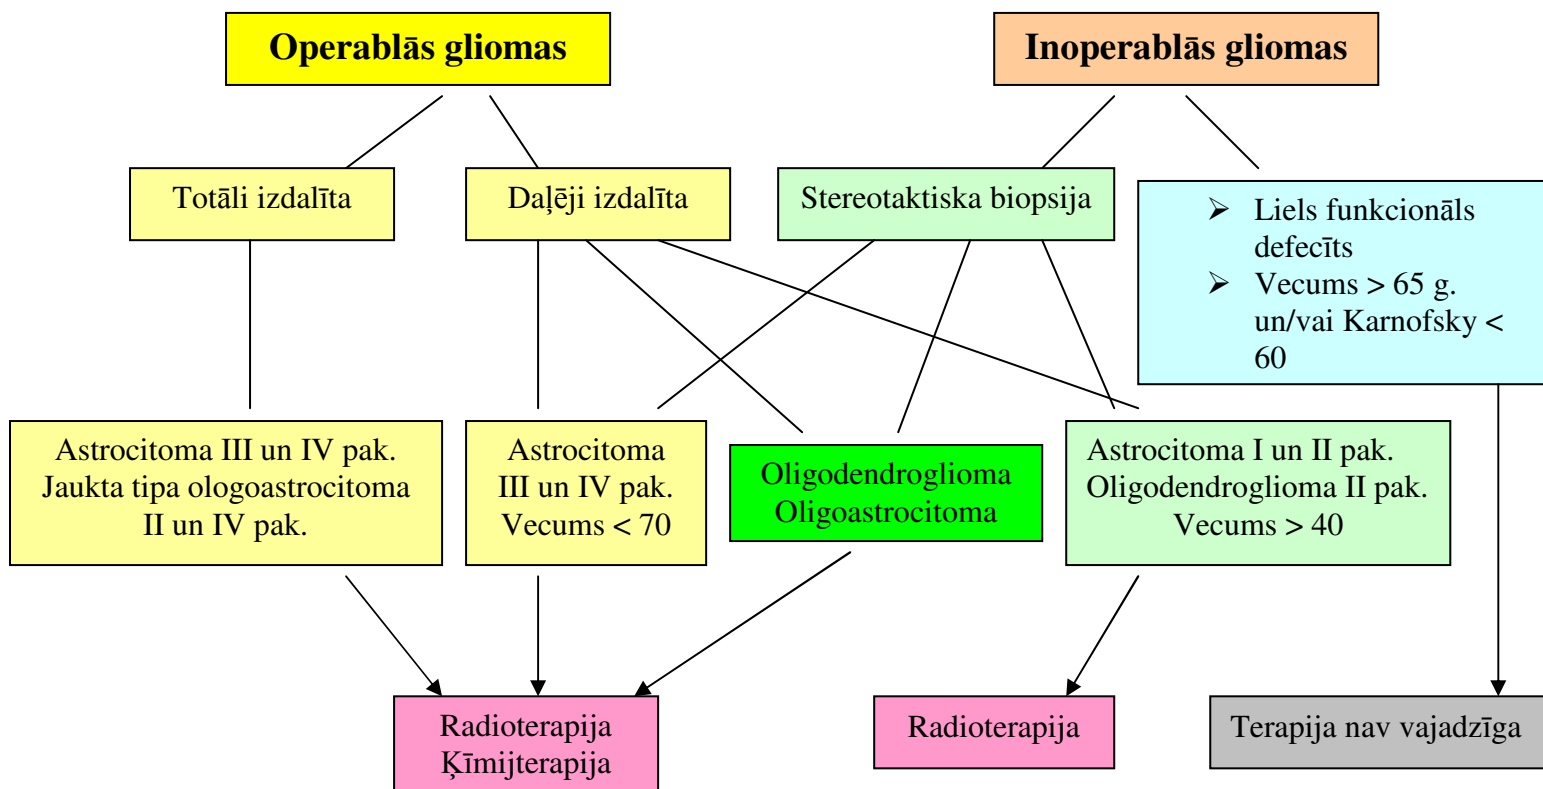 Operablās gliomas
Inoperablās gliomas
Totāli izdalīta
Daļēji izdalīta
Stereotaktiska biopsija
➢ Liels funkcionāls
defecīts
➢ Vecums > 65 g.
un/vai Karnofsky <
60
Astrocitoma III un IV pak.
Jaukta tipa ologoastrocitoma
II un IV pak.
Astrocitoma
III un IV pak.
Vecums < 70
Oligodendroglioma
Oligoastrocitoma
Astrocitoma I un II pak.
Oligodendroglioma II pak.
Vecums > 40
Radioterapija
Ķīmijterapija
Radioterapija
Terapija nav vajadzīga